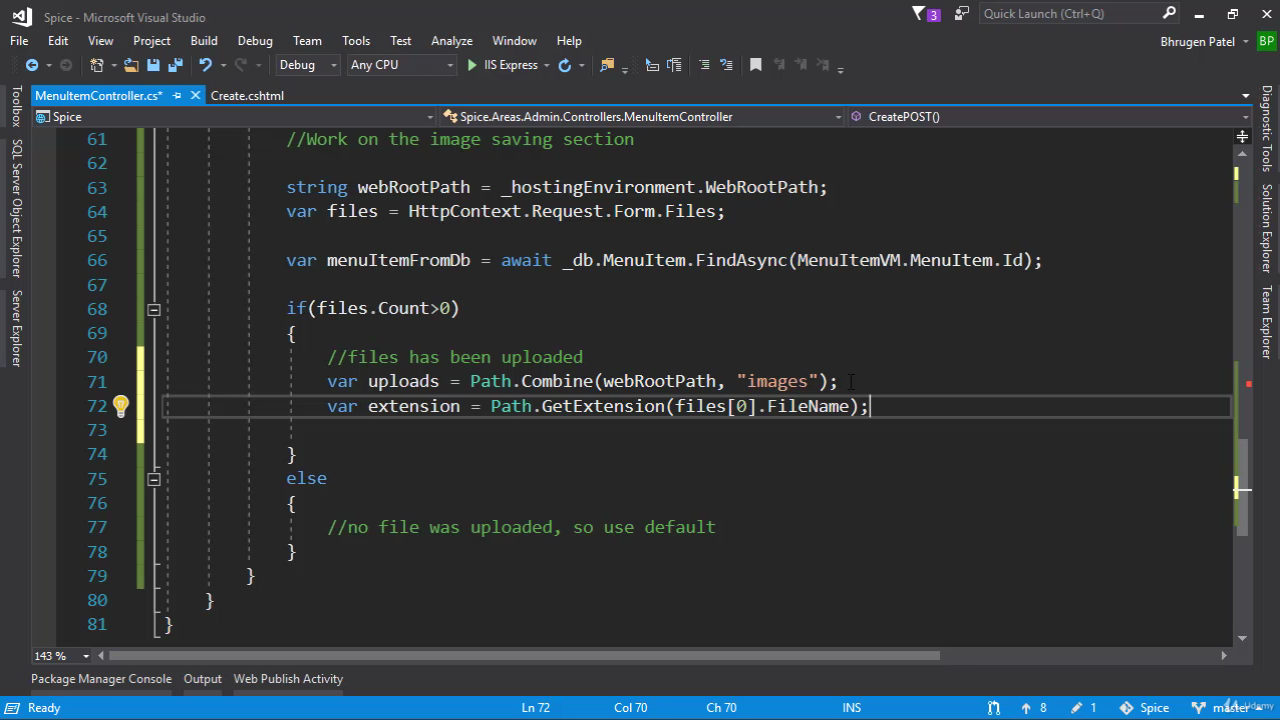 Spice - Microsoft Visual Studio
3
Quick Launch (Ctrl+Q)
File Edit View Project Build Debug Team Tools Test Analyze Window Help
Bhrugen Patel BP
Debug Any CPU IIS Express
MenuItemController.cs* Create.cshtml
Spice Spice.Areas.Admin.Controllers.MenuItemController CreatePOST()
Toolbox
SQL Server Object Explorer
Server Explorer
Diagnostic Tools
Solution Explorer
Team Explorer
61 //Work on the image saving section
62
63 string webRootPath = _hostingEnvironment.WebRootPath;
64 var files = HttpContext.Request.Form.Files;
65
66 var menuItemFromDb = await _db.MenuItem.FindAsync(MenuItemVM.MenuItem.Id);
67
68 if(files.Count>0)
69 {
70 //files has been uploaded
71 var uploads = Path.Combine(webRootPath, "images");
72 var extension = Path.GetExtension(files[0].FileName);
73
74 }
75 else
76 {
77 //no file was uploaded, so use default
78 }
79 }
80 }
81 }
143 %
Package Manager Console Output Web Publish Activity
Ready Ln 72 Col 70 Ch 70 INS 8 1 Spice master
Udemy